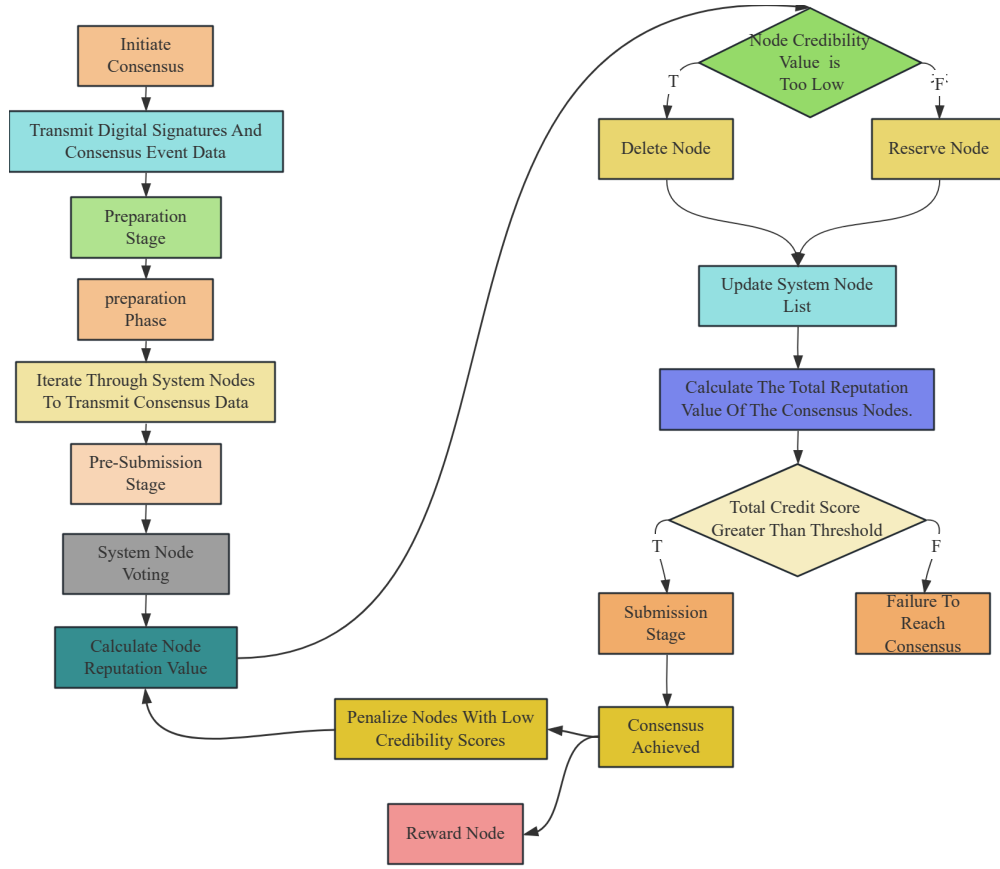 Initiate
Consensus
Transmit Digital Signatures And
Consensus Event Data
Preparation
Stage
preparation
Phase
Iterate Through System Nodes
To Transmit Consensus Data
Pre-Submission
Stage
System Node
Voting
Calculate Node
Reputation Value
Node Credibility
Value is
Too Low
T
F
Delete Node
Reserve Node
Update System Node
List
Calculate The Total Reputation
Value Of The Consensus Nodes.
Total Credit Score
Greater Than Threshold
T
F
Submission
Stage
Failure To
Reach
Consensus
Consensus
Achieved
Penalize Nodes With Low
Credibility Scores
Reward Node